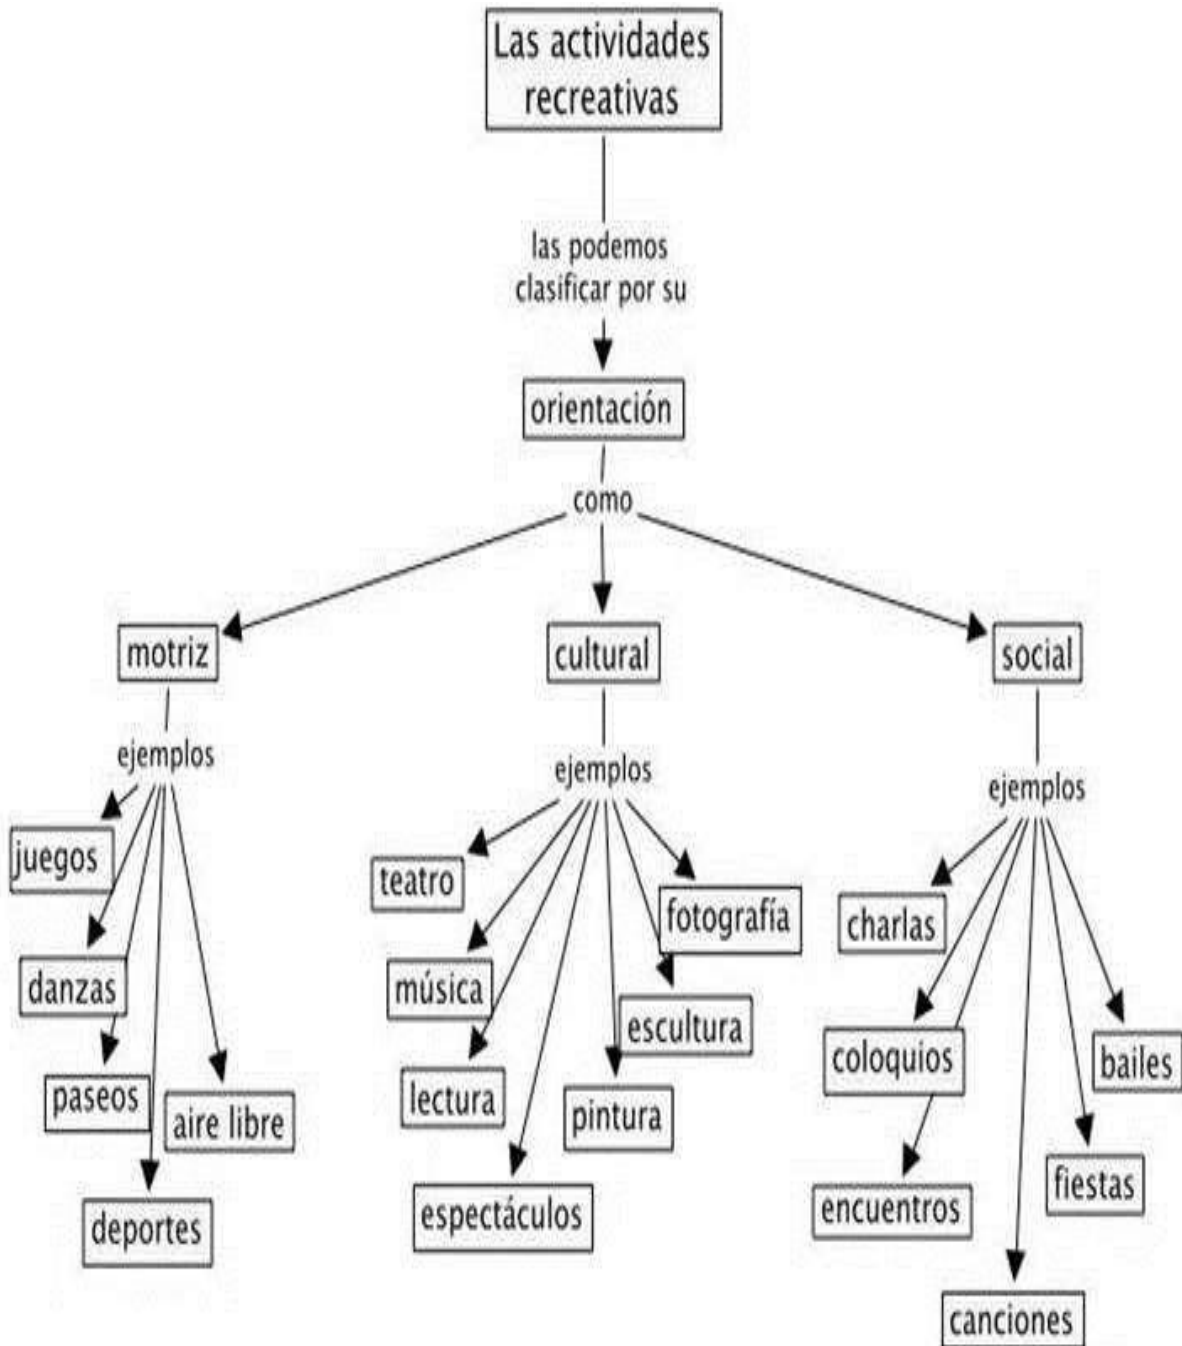 Las actividades
recreativas
las podemos
clasificar por su
orientación
como
motriz
cultural
social
ejemplos
juegos
danzas
paseos
aire libre
deportes
ejemplos
teatro
fotografía
música
escultura
lectura
pintura
espectáculos
ejemplos
charlas
coloquios
bailes
encuentros
fiestas
canciones